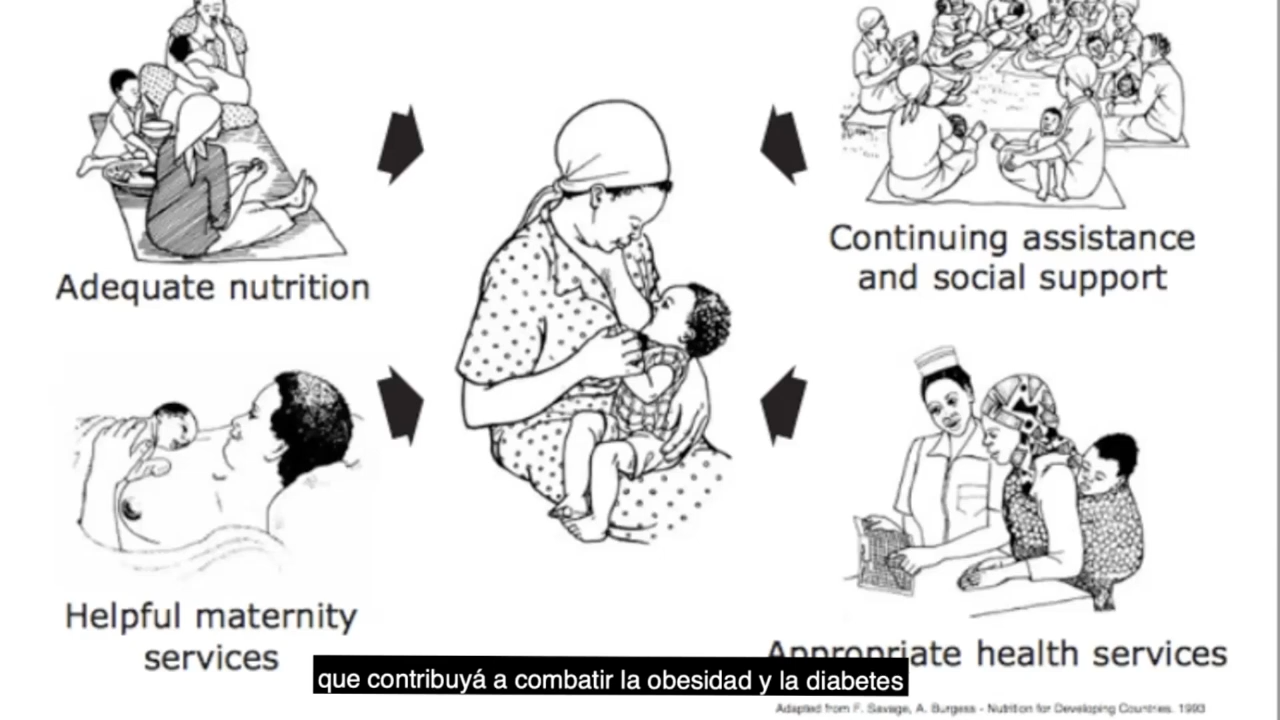 Continuing assistance
and social support
Adequate nutrition
Helpful maternity
services
Appropriate health services
que contribuyá a combatir la obesidad y la diabetes
Adapted from F. Savage, A. Burgess - Nutrition for Developing Countries. 1993